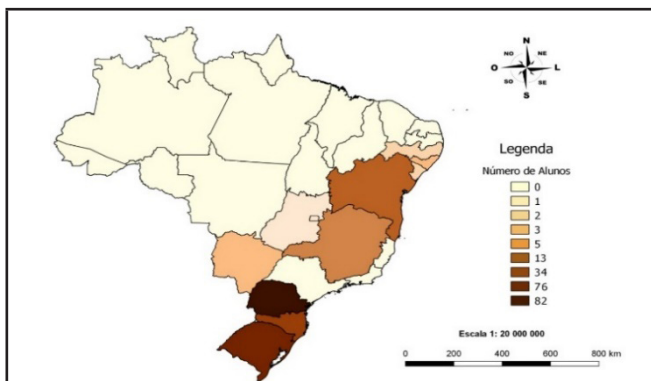 N
NO NE
O L
SO SE
S
Legenda
Número de Alunos
0
1
2
3
5
13
34
76
82
Escala 1: 20 000 000
0 200 400 600 800 km